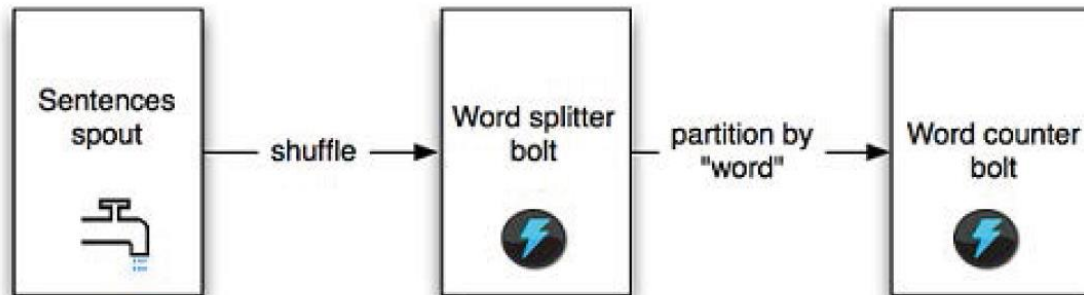 Sentences
spout
shuffle
Word splitter
bolt
partition by
"word"
Word counter
bolt